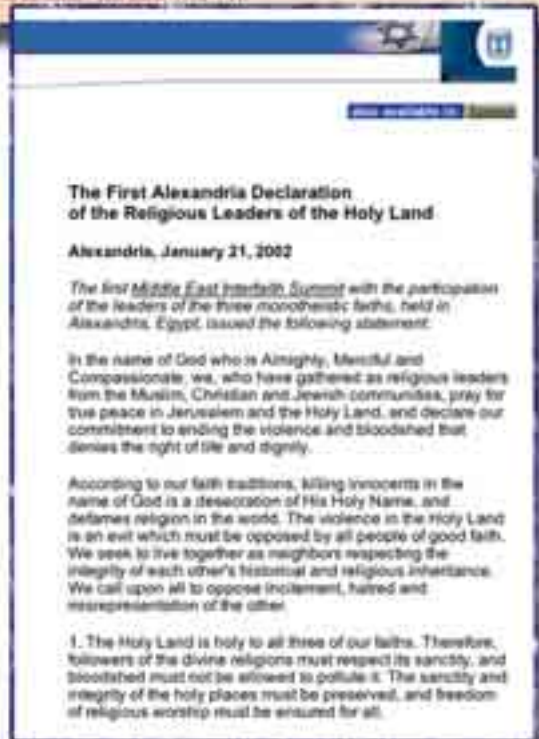 The First Alexandria Declaration
of the Religious Leaders of the Holy Land
Alexandria, January 21, 2002
The first Middle East Interfaith Summit with the participation
of the leaders of the three monotheistic faiths, held in
Alexandria, Egypt, issued the following statement:
In the name of God who is Almighty, Merciful and
Compassionate, we, who have gathered as religious leaders
from the Muslim, Christian and Jewish communities, pray for
true peace in Jerusalem and the Holy Land, and declare our
commitment to ending the violence and bloodshed that
denies the right of life and dignity.
According to our faith traditions, killing innocents in the
name of God is a desecration of His Holy Name, and
defames religion in the world. The violence in the Holy Land
is an evil which must be opposed by all people of good faith.
We seek to live together as neighbors respecting the
integrity of each other's historical and religious inheritance.
We call upon all to oppose incitement, hatred and
misrepresentation of the other.
1. The Holy Land is holy to all three of our faiths. Therefore,
followers of the divine religions must respect its sanctity, and
bloodshed must not be allowed to pollute it. The sanctity and
integrity of the holy places must be preserved, and freedom
of religious worship must be ensured for all.